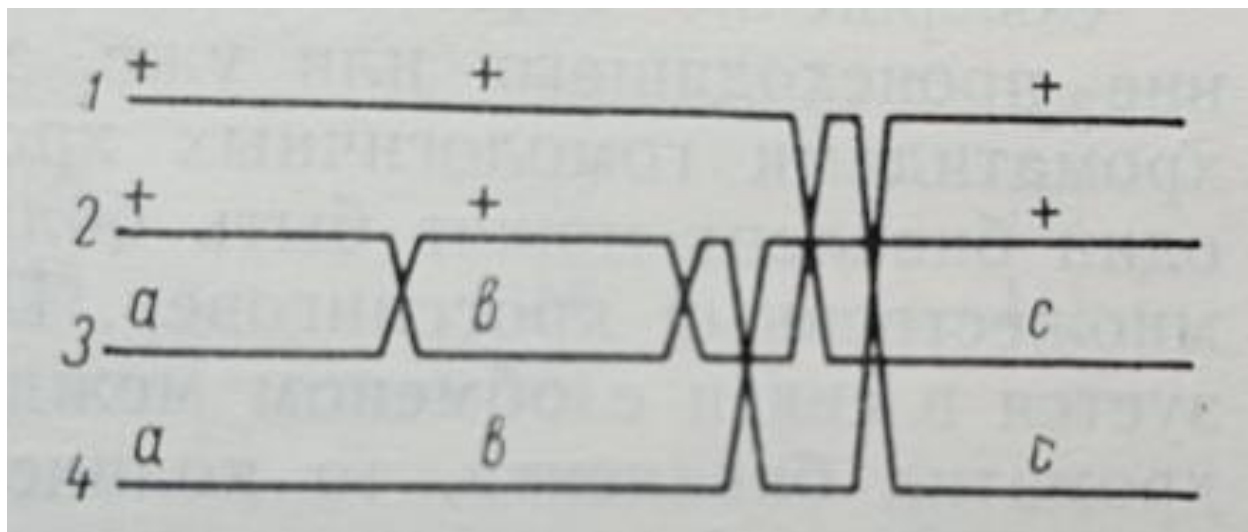 1 + + +
2 + + +
3 а в с
4 а в с